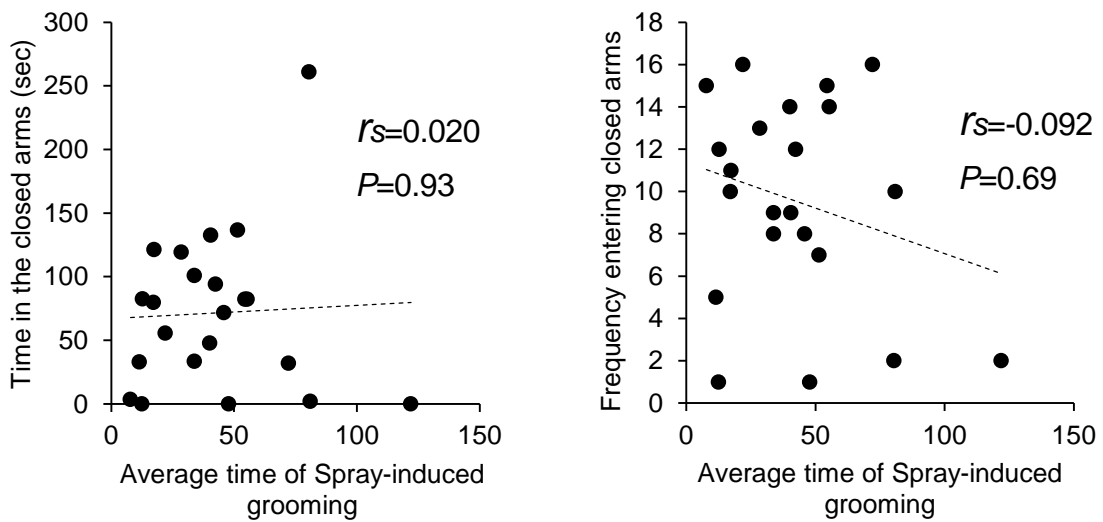 300
250
200
150
100
50
0
0 50 100 150
Time in the closed arms (sec)
Average time of Spray-induced
grooming
rs=0.020
P=0.93
18
16
14
12
10
8
6
4
2
0
0 50 100 150
Frequency entering closed arms
Average time of Spray-induced
grooming
rs=-0.092
P=0.69